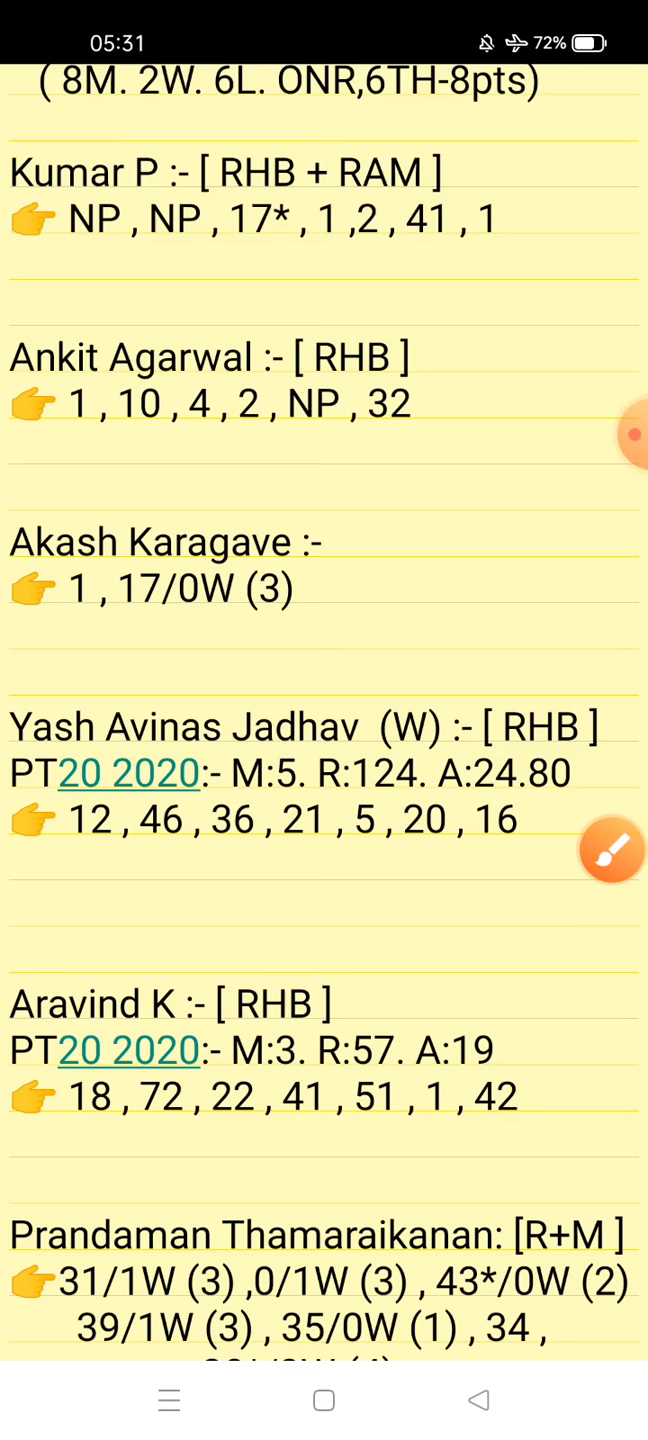 05:31 72%
( 8M. 2W. 6L. ONR,6TH-8pts)
Kumar P :- [ RHB + RAM ]
👉 NP , NP , 17* , 1 ,2 , 41 , 1
Ankit Agarwal :- [ RHB ]
👉 1 , 10 , 4 , 2 , NP , 32
Akash Karagave :-
👉 1 , 17/0W (3)
Yash Avinas Jadhav (W) :- [ RHB ]
PT20 2020:- M:5. R:124. A:24.80
👉 12 , 46 , 36 , 21 , 5 , 20 , 16
Aravind K :- [ RHB ]
PT20 2020:- M:3. R:57. A:19
👉 18 , 72 , 22 , 41 , 51 , 1 , 42
Prandaman Thamaraikanan: [R+M ]
👉31/1W (3) ,0/1W (3) , 43*/0W (2)
39/1W (3) , 35/0W (1) , 34 ,